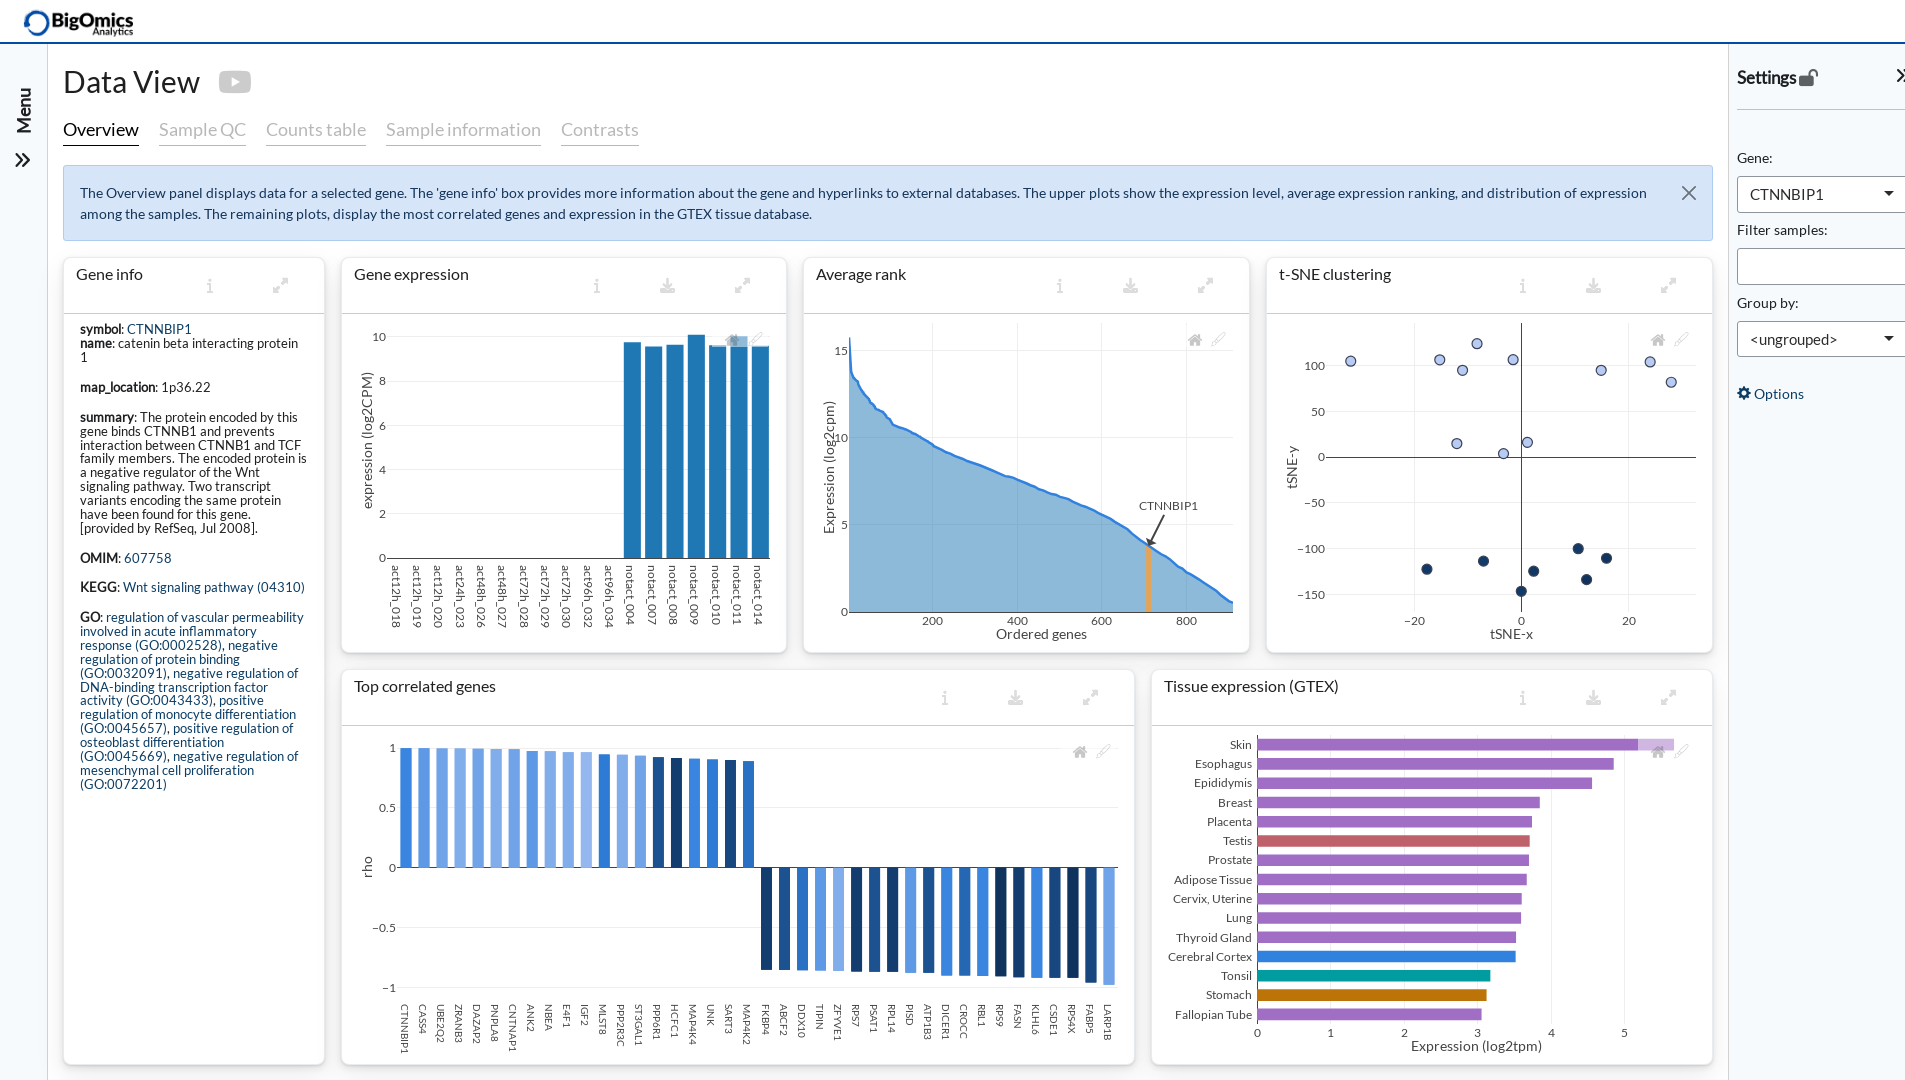 BigOmics
Analytics
Menu
Data View
Overview
Sample QC
Counts table
Sample information
Contrasts
The Overview panel displays data for a selected gene. The 'gene info' box provides more information about the gene and hyperlinks to external databases. The upper plots show the expression level, average expression ranking, and distribution of expression
among the samples. The remaining plots, display the most correlated genes and expression in the GTEX tissue database.
Gene info
symbol: CTNNBIP1
name: catenin beta interacting protein
1
map_location: 1p36.22
summary: The protein encoded by this
gene binds CTNNB1 and prevents
interaction between CTNNB1 and TCF
family members. The encoded protein is
a negative regulator of the Wnt
signaling pathway. Two transcript
variants encoding the same protein
have been found for this gene.
[provided by RefSeq, Jul 2008].
OMIM: 607758
KEGG: Wnt signaling pathway (04310)
GO: regulation of vascular permeability
involved in acute inflammatory
response (GO:0002528), negative
regulation of protein binding
(GO:0032091), negative regulation of
DNA-binding transcription factor
activity (GO:0043433), positive
regulation of monocyte differentiation
(GO:0045657), positive regulation of
osteoblast differentiation
(GO:0045669), negative regulation of
mesenchymal cell proliferation
(GO:0072201)
Gene expression
expression (log2CPM)
10
8
6
4
2
0
act12h_018
act12h_019
act12h_020
act24h_023
act48h_026
act48h_027
act72h_028
act72h_029
act72h_030
act96h_032
act96h_034
notact_004
notact_007
notact_008
notact_009
notact_010
notact_011
notact_014
Average rank
Expression (log2cpm)
15
10
5
0
CTNNBIP1
200
400
600
800
Ordered genes
t-SNE clustering
tSNE-y
100
50
0
−50
−100
−150
−20
0
20
tSNE-x
Top correlated genes
rho
1
0.5
0
−0.5
−1
CTNNBIP1
CASS4
UBE2Q2
ZRANB3
DAZAP2
PNPLA8
CNTNAP1
ANK2
NBEA
E4F1
IGF2
MLST8
PPP2R3C
ST3GAL1
PPP6R1
HCFC1
MAP4K4
UNK
SART3
MAP4K2
FKBP4
ABCF2
DDX10
TIPIN
ZFYVE1
RPS7
PSAT1
RPL14
PISD
ATP1B3
DICER1
CROCC
RBL1
RPS9
FASN
KLHL6
CSDE1
RPS4X
FABP5
LARP1B
Tissue expression (GTEX)
Skin
Esophagus
Epididymis
Breast
Placenta
Testis
Prostate
Adipose Tissue
Cervix, Uterine
Lung
Thyroid Gland
Cerebral Cortex
Tonsil
Stomach
Fallopian Tube
0
1
2
3
4
5
Expression (log2tpm)
Settings
Gene:
CTNNBIP1
Filter samples:
Group by:
<ungrouped>
Options